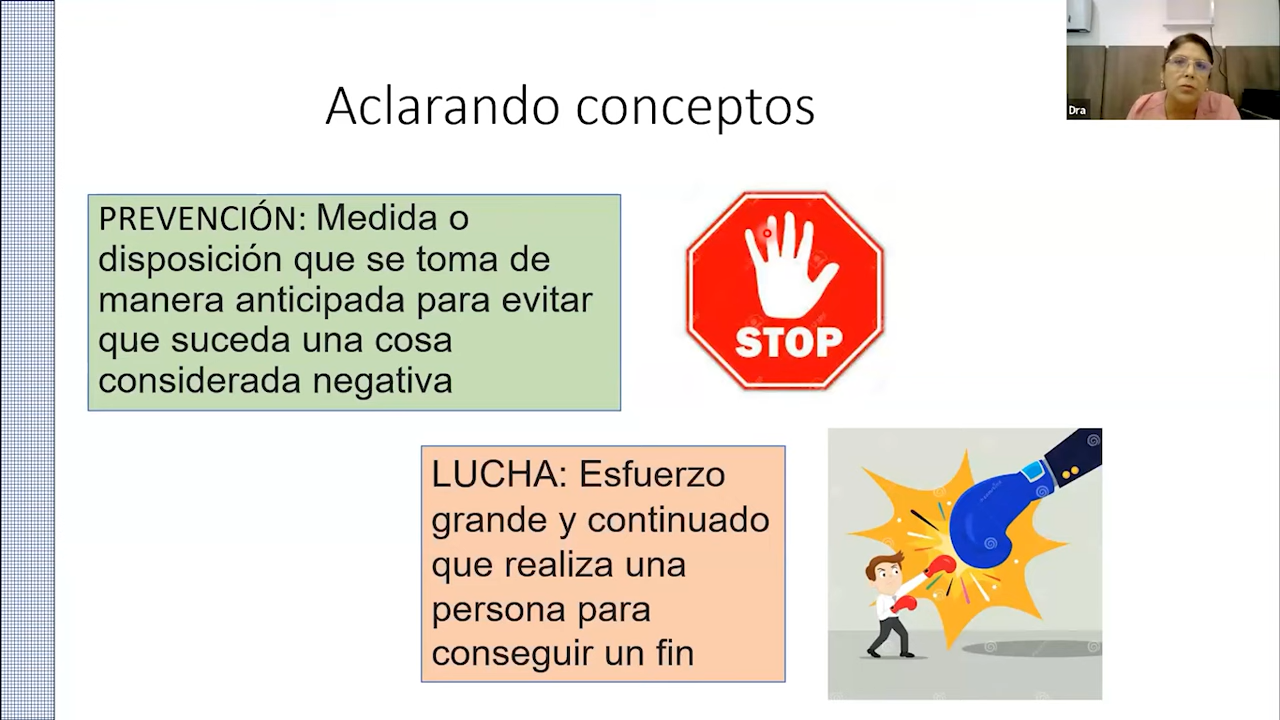 Aclarando conceptos
Dra
PREVENCIÓN: Medida o
disposición que se toma de
manera anticipada para evitar
que suceda una cosa
considerada negativa
STOP
LUCHA: Esfuerzo
grande y continuado
que realiza una
persona para
conseguir un fin